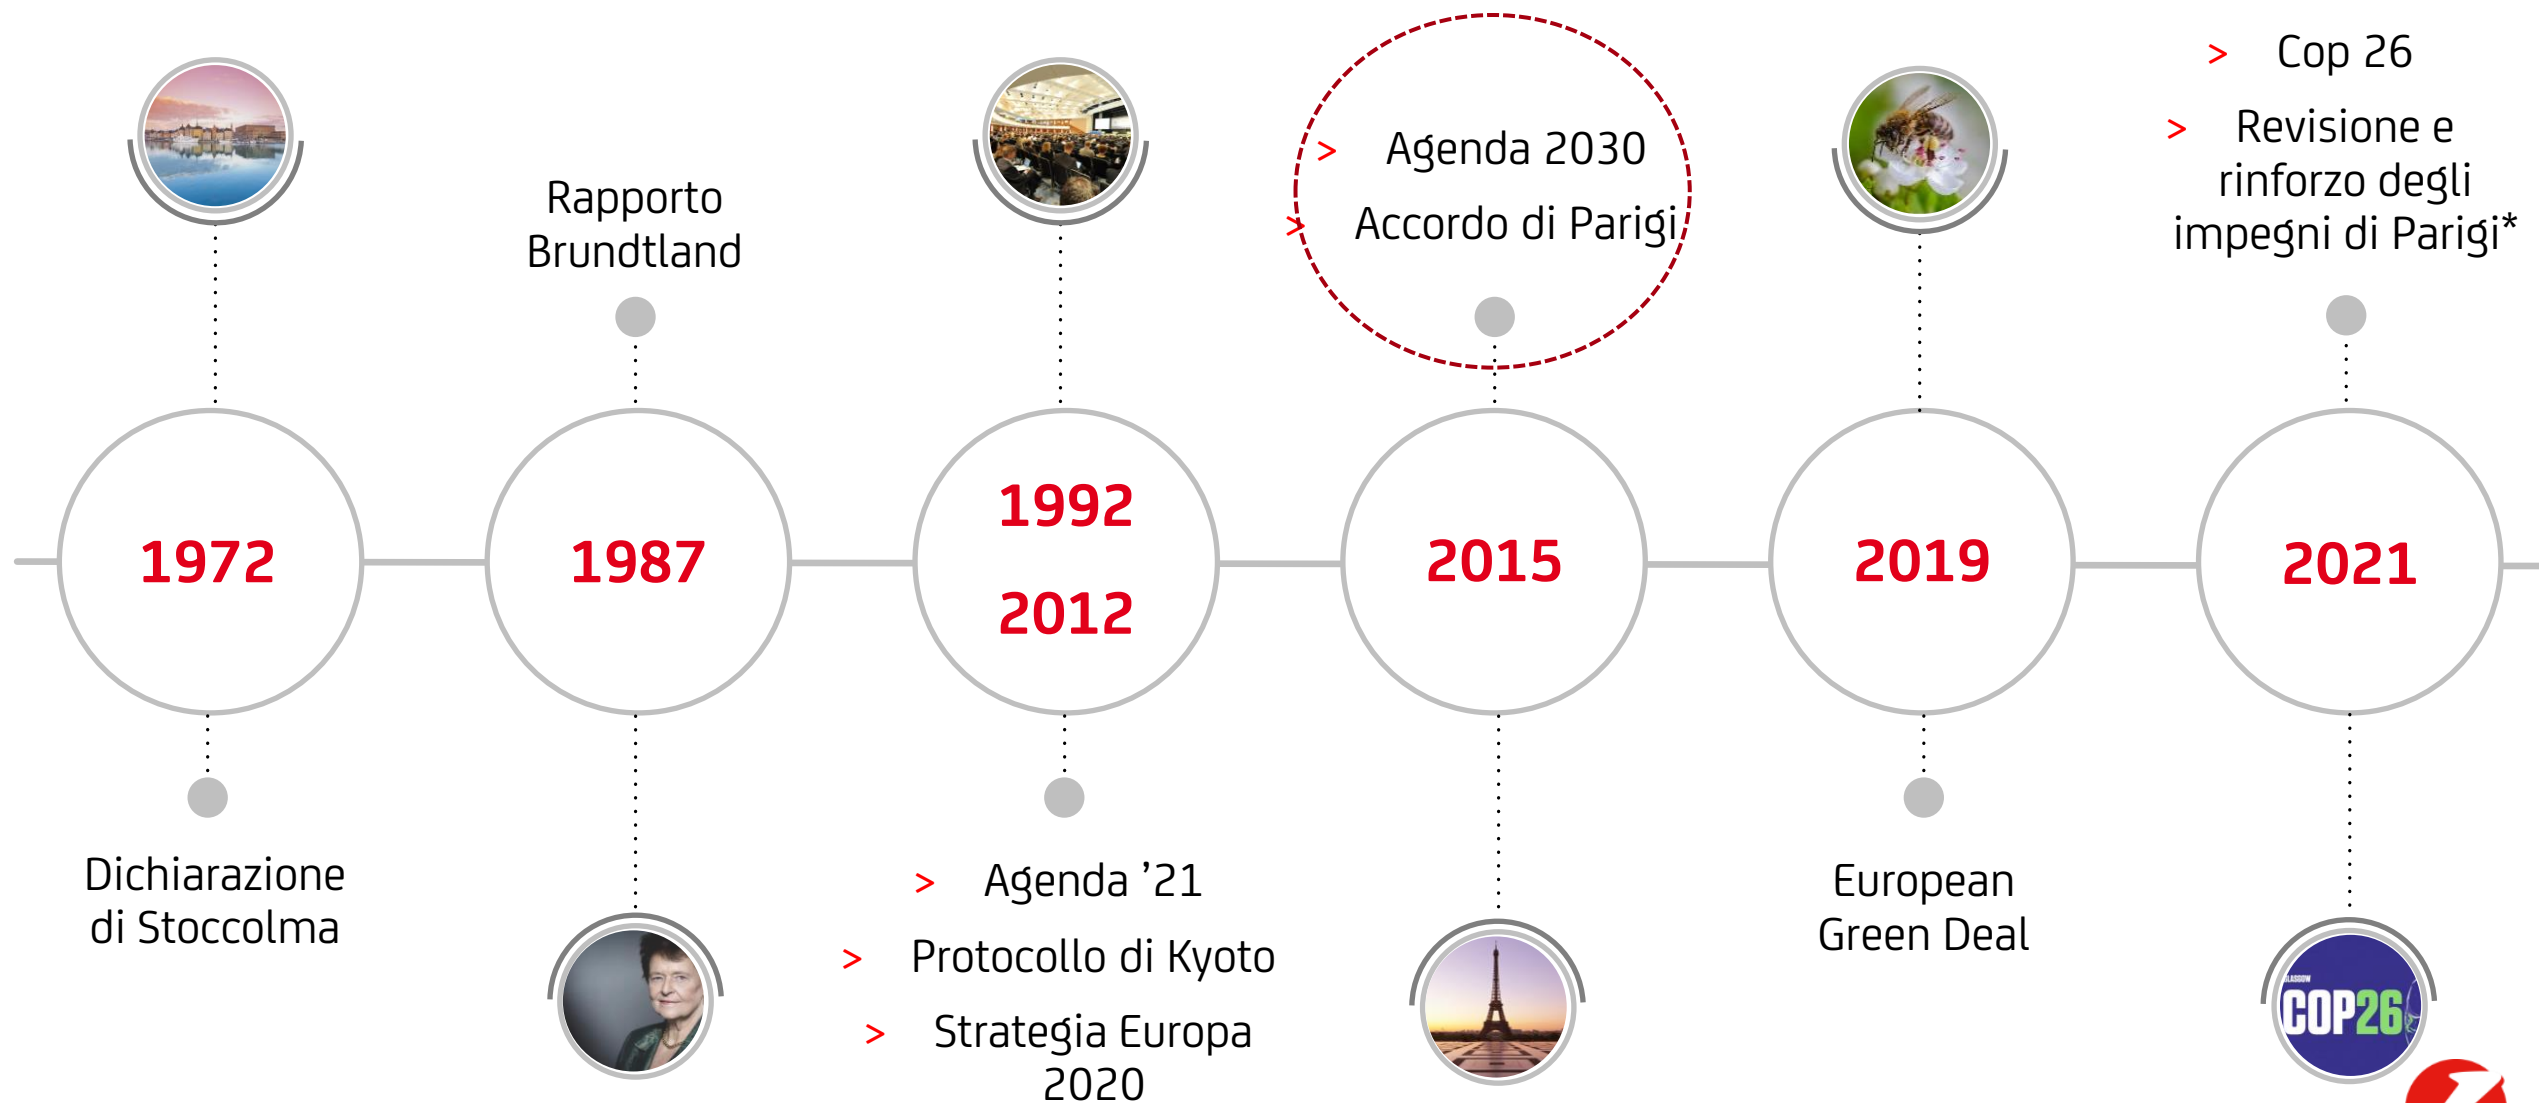 Dichiarazione
di Stoccolma
1972
Rapporto
Brundtland
1987
1992
2012
> Agenda ’21
> Protocollo di Kyoto
> Strategia Europa
2020
> Agenda 2030
> Accordo di Parigi
2015
2019
European
Green Deal
> Cop 26
> Revisione e
rinforzo degli
impegni di Parigi*
2021
GLASGOW
COP26